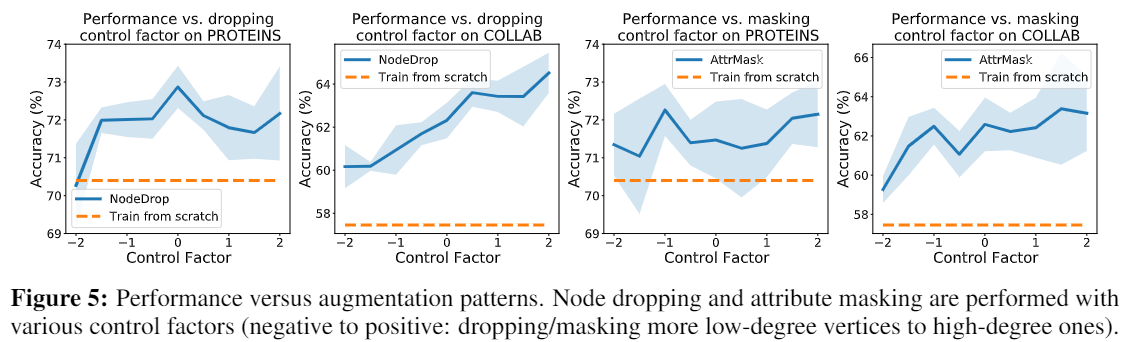 Performance vs. dropping
control factor on PROTEINS
74
73
72
71
70
69
Accuracy (%)
NodeDrop
Train from scratch
−2
−1
0
1
2
Control Factor
Performance vs. dropping
control factor on COLLAB
NodeDrop
Train from scratch
64
62
60
58
Accuracy (%)
−2
−1
0
1
2
Control Factor
Performance vs. masking
control factor on PROTEINS
AttrMask
Train from scratch
74
73
72
71
70
69
Accuracy (%)
−2
−1
0
1
2
Control Factor
Performance vs. masking
control factor on COLLAB
AttrMask
Train from scratch
66
64
62
60
58
Accuracy (%)
−2
−1
0
1
2
Control Factor
Figure 5: Performance versus augmentation patterns. Node dropping and attribute masking are performed with
various control factors (negative to positive: dropping/masking more low-degree vertices to high-degree ones).